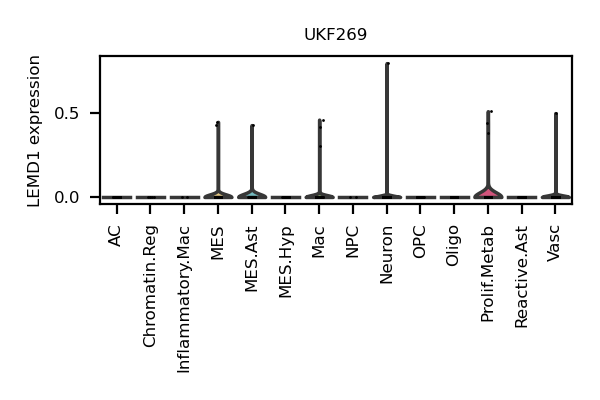 UKF269
LEMD1 expression
0.5
0.0
AC
Chromatin.Reg
Inflammatory.Mac
MES
MES.Ast
MES.Hyp
Mac
NPC
Neuron
OPC
Oligo
Prolif.Metab
Reactive.Ast
Vasc